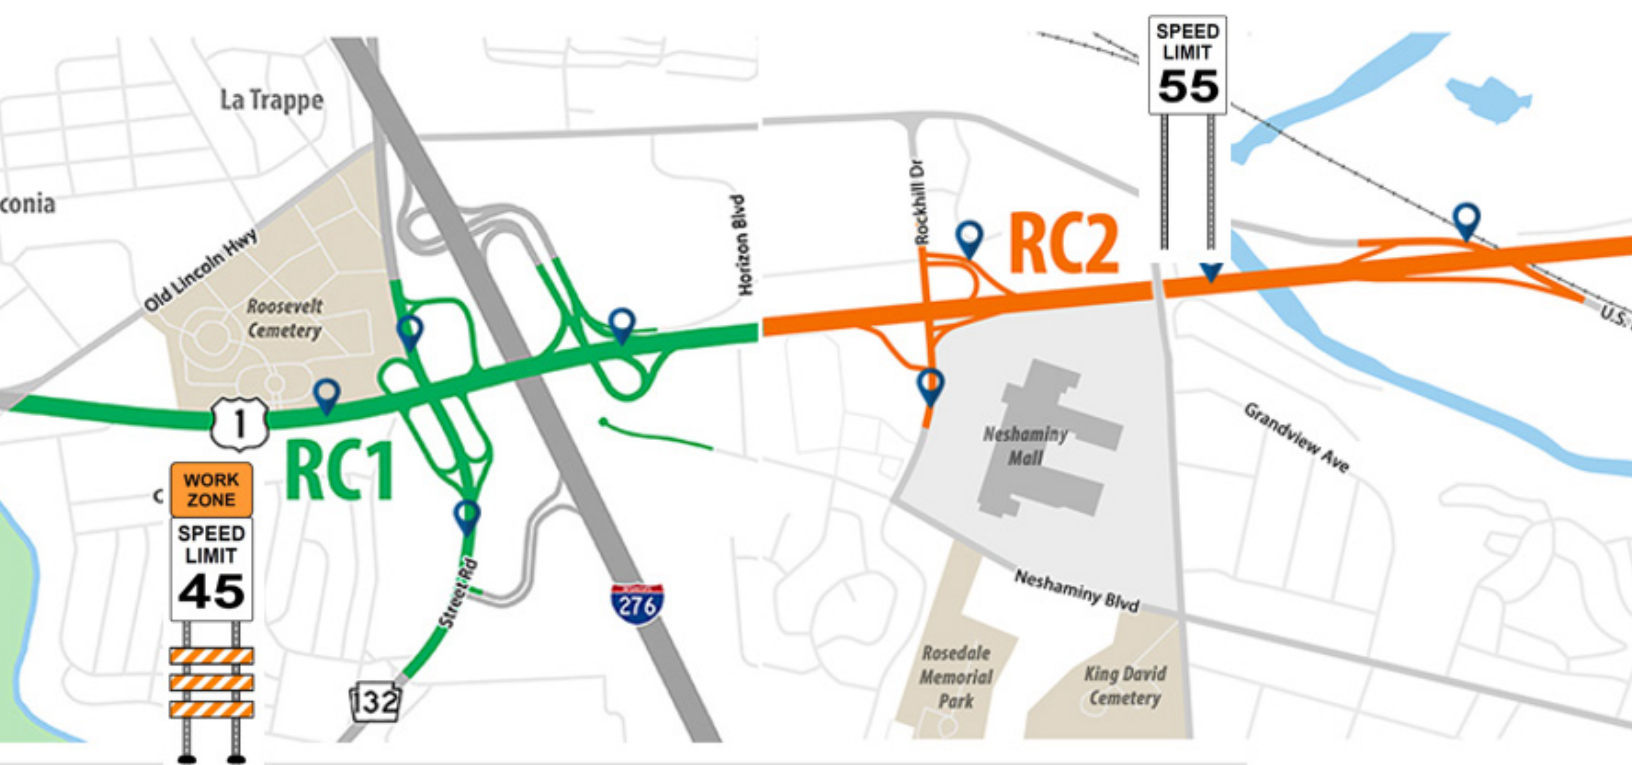 La Trappe
conia
Old Lincoln Hwy
Roosevelt
Cemetery
Horizon Blvd
1
RC1
C
WORK
ZONE
SPEED
LIMIT
45
Street Rd
276
132
SPEED
LIMIT
55
Rockhill Dr
RC2
U.S.
Neshaminy
Mall
Grandview Ave
Neshaminy Blvd
Rosedale
Memorial
Park
King David
Cemetery